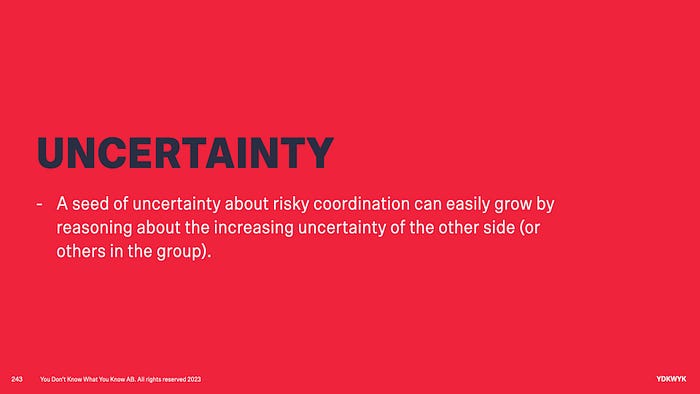 UNCERTAINTY
- A seed of uncertainty about risky coordination can easily grow by
reasoning about the increasing uncertainty of the other side (or
others in the group).
243 You Don't Know What You Know AB. All rights reserved 2023 YDKWYK